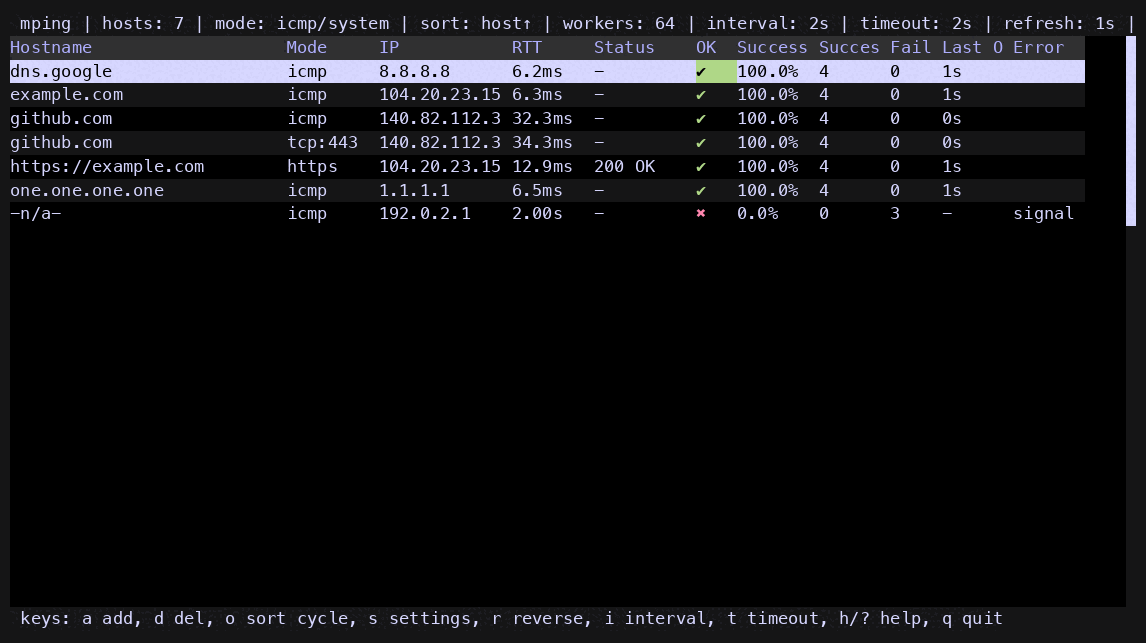 mping | hosts: 7 | mode: icmp/system | sort: host↑ | workers: 64 | interval: 2s | timeout: 2s | refresh: 1s |
Hostname Mode IP RTT Status OK Success Succes Fail Last O Error
dns.google icmp 8.8.8.8 6.2ms — ✔ 100.0% 4 0 1s
example.com icmp 104.20.23.15 6.3ms — ✔ 100.0% 4 0 1s
github.com icmp 140.82.112.3 32.3ms — ✔ 100.0% 4 0 0s
github.com tcp:443 140.82.112.3 34.3ms — ✔ 100.0% 4 0 0s
https://example.com https 104.20.23.15 12.9ms 200 OK ✔ 100.0% 4 0 1s
one.one.one.one icmp 1.1.1.1 6.5ms — ✔ 100.0% 4 0 1s
—n/a— icmp 192.0.2.1 2.00s — ✖ 0.0% 0 3 — signal
keys: a add, d del, o sort cycle, s settings, r reverse, i interval, t timeout, h/? help, q quit